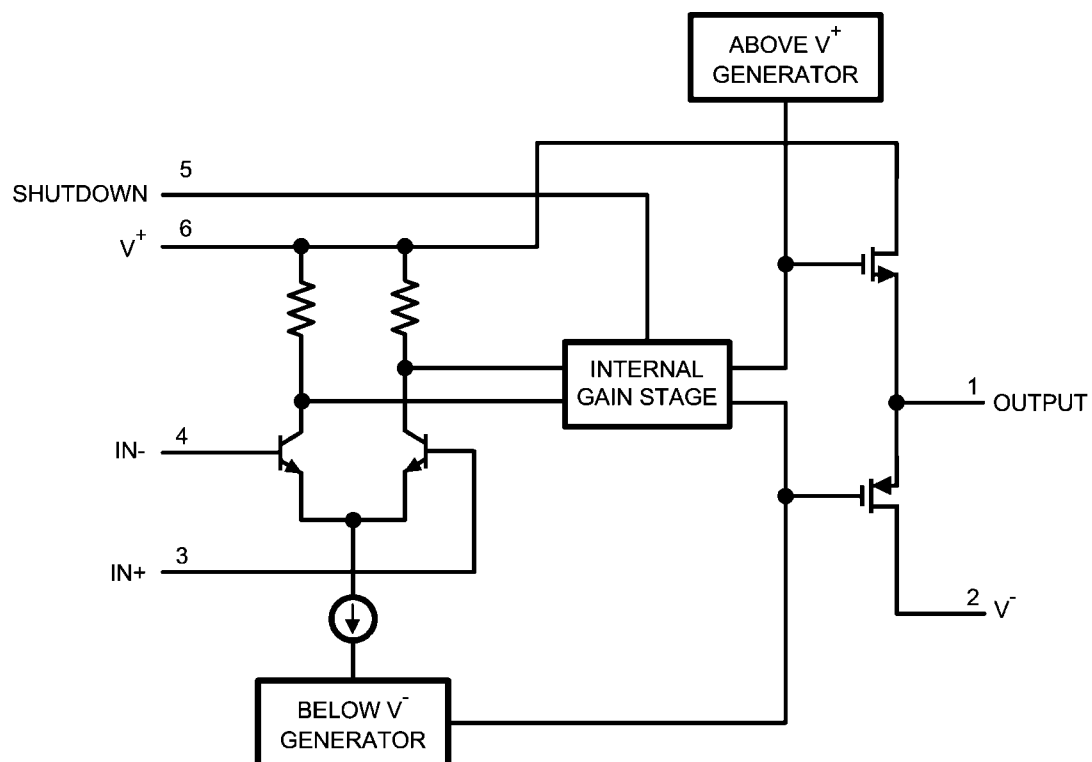 ABOVE V+
GENERATOR
5
SHUTDOWN
6
V+
INTERNAL
GAIN STAGE
1
OUTPUT
4
IN-
3
IN+
2
V-
BELOW V-
GENERATOR